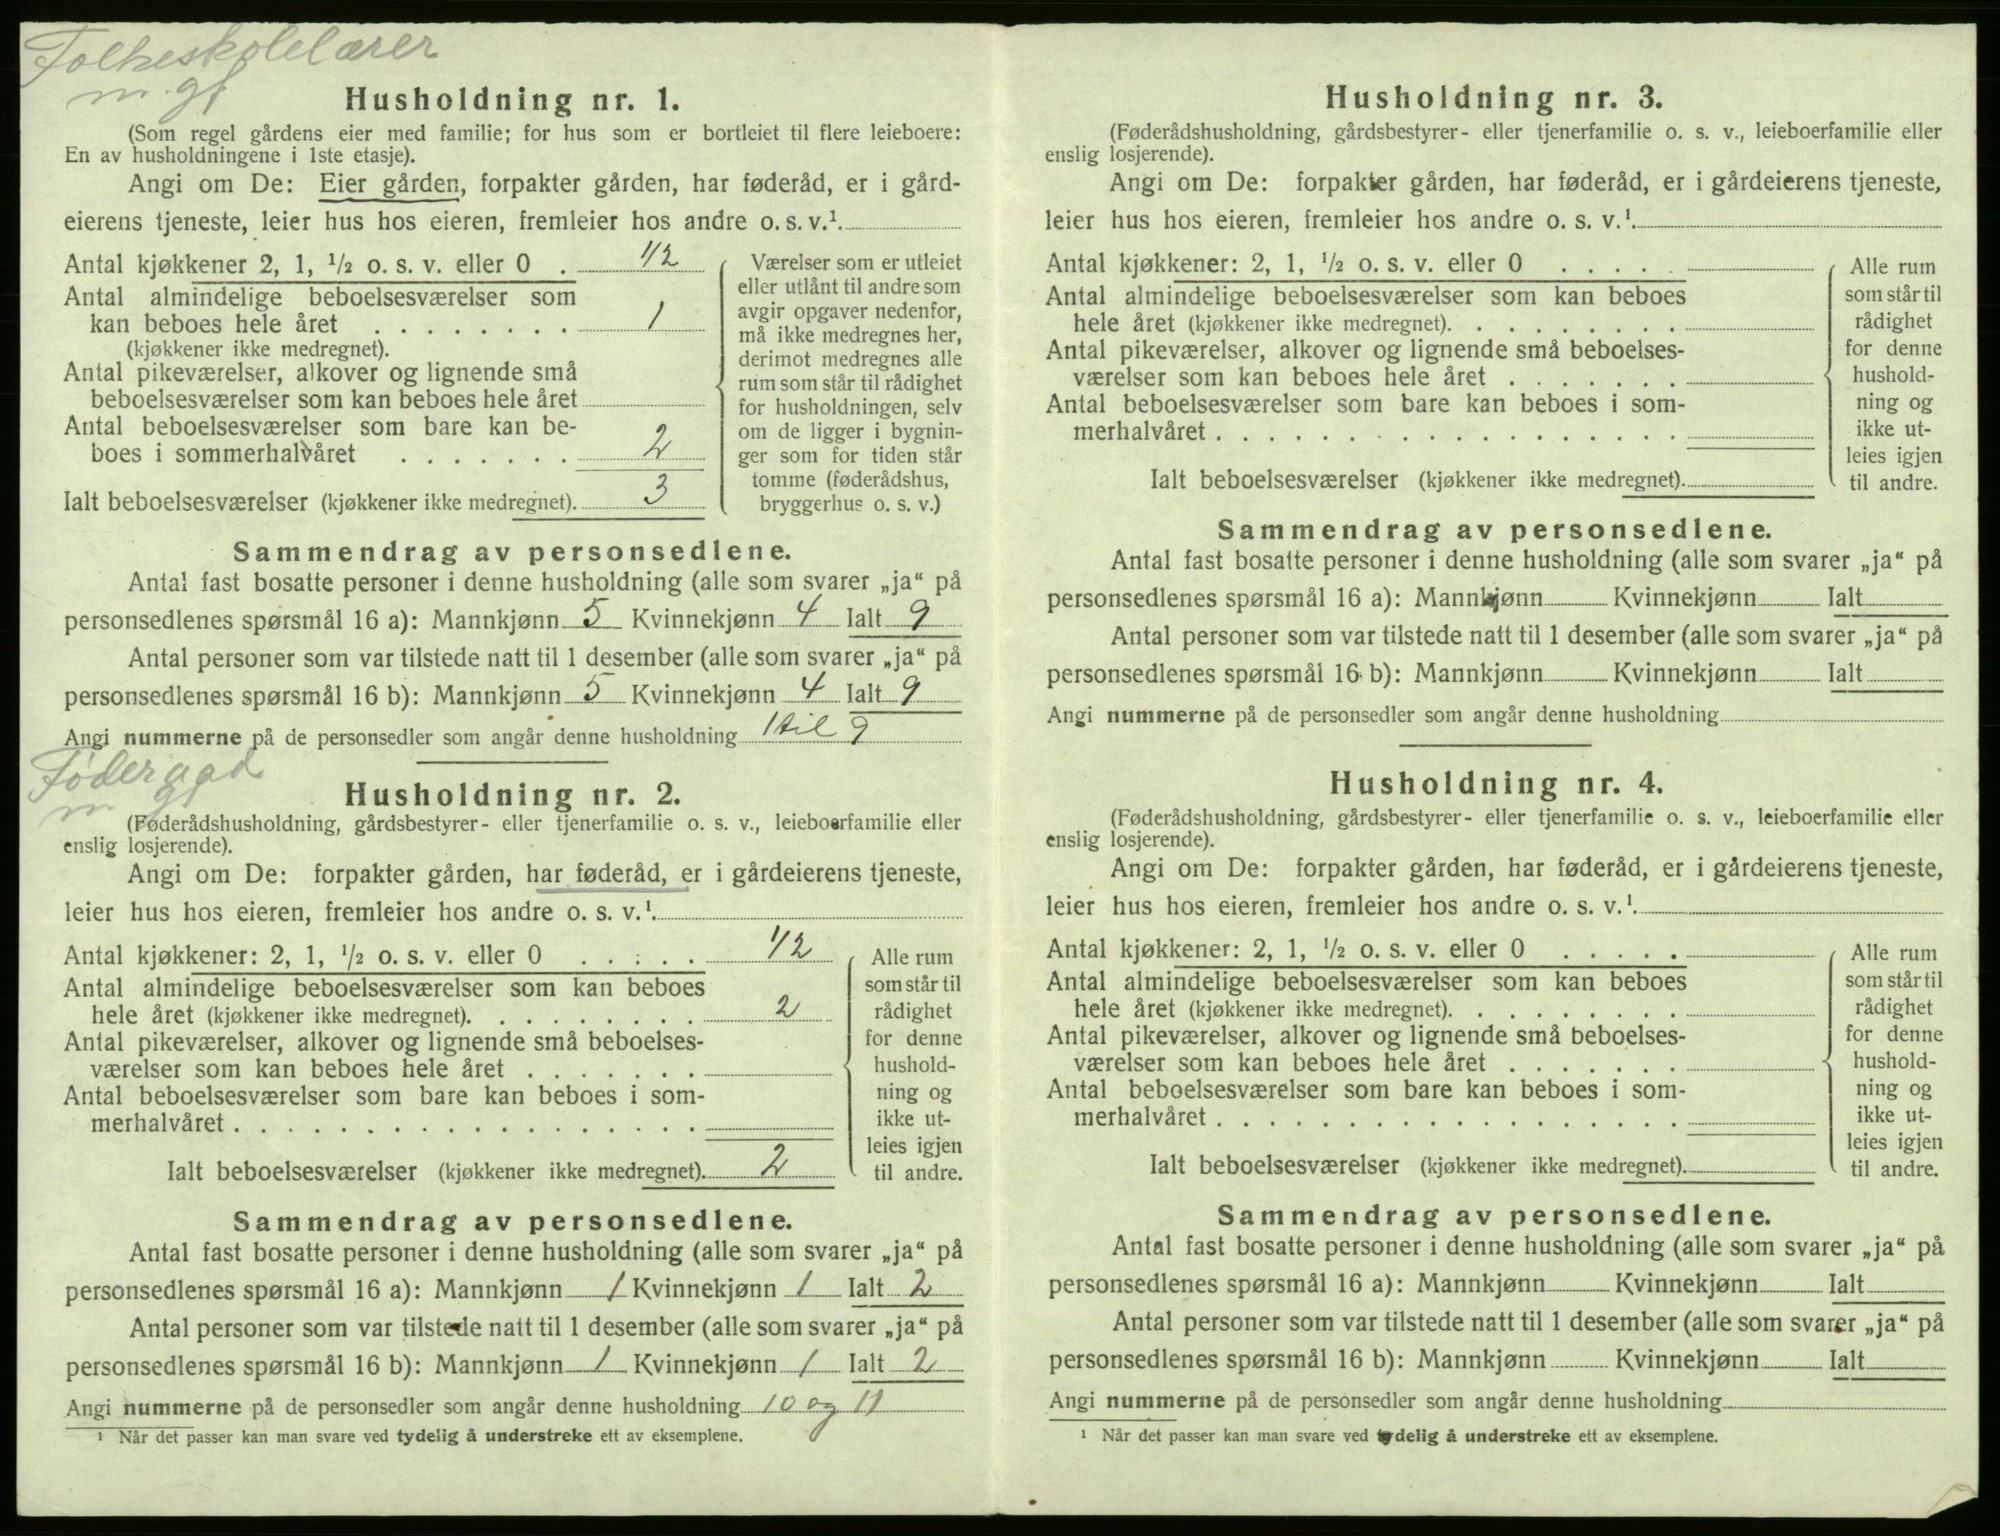 Folkeskolelærer
m. gf
Husholdning nr. 1.
(Som regel gårdens eier med familie; for hus som er bortleiet til flere leieboere:
En av husholdningene i 1ste etasje).
Angi om De: Eier gården, forpakter gården, har føderåd, er i gård-
eierens tjeneste, leier hus hos eieren, fremleier hos andre o. s. v.¹.
Antal kjøkkener 2, 1, ½ o. s. v. eller 0 . 1/2
Antal almindelige beboelsesværelser som
kan beboes hele året . . . . . . . . 1
(kjøkkener ikke medregnet).
Antal pikeværelser, alkover og lignende små
beboelsesværelser som kan beboes hele året
Antal beboelsesværelser som bare kan be-
boes i sommerhalvåret . . . . . . . 2
Ialt beboelsesværelser (kjøkkener ikke medregnet). 3
Værelser som er utleiet
eller utlånt til andre som
avgir opgaver nedenfor,
må ikke medregnes her,
derimot medregnes alle
rum som står til rådighet
for husholdningen, selv
om de ligger i bygnin-
ger som for tiden står
tomme (føderådshus,
bryggerhus o. s. v.)
Sammendrag av personsedlene.
Antal fast bosatte personer i denne husholdning (alle som svarer „ja“ på
personsedlenes spørsmål 16 a): Mannkjønn 5 Kvinnekjønn 4 Ialt 9
Antal personer som var tilstede natt til 1 desember (alle som svarer „ja“ på
personsedlenes spørsmål 16 b): Mannkjønn 5 Kvinnekjønn 4 Ialt 9
Angi nummerne på de personsedler som angår denne husholdning 1 til 9
Føderaad
m gf
Husholdning nr. 2.
(Føderådshusholdning, gårdsbestyrer- eller tjenerfamilie o. s. v., leieboerfamilie eller
enslig losjerende).
Angi om De: forpakter gården, har føderåd, er i gårdeierens tjeneste,
leier hus hos eieren, fremleier hos andre o. s. v.¹.
Antal kjøkkener: 2, 1, ½ o. s. v. eller 0 . . . . . 1/2
Antal almindelige beboelsesværelser som kan beboes
hele året (kjøkkener ikke medregnet). . . . . . . . . 2
Antal pikeværelser, alkover og lignende små beboelses-
værelser som kan beboes hele året . . . . . . .
Antal beboelsesværelser som bare kan beboes i som-
merhalvåret . . . . . . . . . . . . . . . . . .
Ialt beboelsesværelser (kjøkkener ikke medregnet). 2
Alle rum
som står til
rådighet
for denne
hushold-
ning og
ikke ut-
leies igjen
til andre.
Sammendrag av personsedlene.
Antal fast bosatte personer i denne husholdning (alle som svarer „ja“ på
personsedlenes spørsmål 16 a): Mannkjønn 1 Kvinnekjønn 1 Ialt 2
Antal personer som var tilstede natt til 1 desember (alle som svarer „ja“ på
personsedlenes spørsmål 16 b): Mannkjønn 1 Kvinnekjønn 1 Ialt 2
Angi nummerne på de personsedler som angår denne husholdning 10 og 11
¹ Når det passer kan man svare ved tydelig å understreke ett av eksemplene.
Husholdning nr. 3.
(Føderådshusholdning, gårdsbestyrer- eller tjenerfamilie o. s. v., leieboerfamilie eller
enslig losjerende).
Angi om De: forpakter gården, har føderåd, er i gårdeierens tjeneste,
leier hus hos eieren, fremleier hos andre o. s. v.¹.
Antal kjøkkener: 2, 1, ½ o. s. v. eller 0 . . . . .
Antal almindelige beboelsesværelser som kan beboes
hele året (kjøkkener ikke medregnet). . . . . . . . .
Antal pikeværelser, alkover og lignende små beboelses-
værelser som kan beboes hele året . . . . . . .
Antal beboelsesværelser som bare kan beboes i som-
merhalvåret . . . . . . . . . . . . . . . . . .
Ialt beboelsesværelser (kjøkkener ikke medregnet).
Alle rum
som står til
rådighet
for denne
hushold-
ning og
ikke ut-
leies igjen
til andre.
Sammendrag av personsedlene.
Antal fast bosatte personer i denne husholdning (alle som svarer „ja“ på
personsedlenes spørsmål 16 a): Mannkjønn Kvinnekjønn Ialt
Antal personer som var tilstede natt til 1 desember (alle som svarer „ja“ på
personsedlenes spørsmål 16 b): Mannkjønn Kvinnekjønn Ialt
Angi nummerne på de personsedler som angår denne husholdning
Husholdning nr. 4.
(Føderådshusholdning, gårdsbestyrer- eller tjenerfamilie o. s. v., leieboerfamilie eller
enslig losjerende).
Angi om De: forpakter gården, har føderåd, er i gårdeierens tjeneste,
leier hus hos eieren, fremleier hos andre o. s. v.¹.
Antal kjøkkener: 2, 1, ½ o. s. v. eller 0 . . . . .
Antal almindelige beboelsesværelser som kan beboes
hele året (kjøkkener ikke medregnet). . . . . . . . .
Antal pikeværelser, alkover og lignende små beboelses-
værelser som kan beboes hele året . . . . . . .
Antal beboelsesværelser som bare kan beboes i som-
merhalvåret . . . . . . . . . . . . . . . . . .
Ialt beboelsesværelser (kjøkkener ikke medregnet).
Alle rum
som står til
rådighet
for denne
hushold-
ning og
ikke ut-
leies igjen
til andre.
Sammendrag av personsedlene.
Antal fast bosatte personer i denne husholdning (alle som svarer „ja“ på
personsedlenes spørsmål 16 a): Mannkjønn Kvinnekjønn Ialt
Antal personer som var tilstede natt til 1 desember (alle som svarer „ja“ på
personsedlenes spørsmål 16 b): Mannkjønn Kvinnekjønn Ialt
Angi nummerne på de personsedler som angår denne husholdning
¹ Når det passer kan man svare ved tydelig å understreke ett av eksemplene.